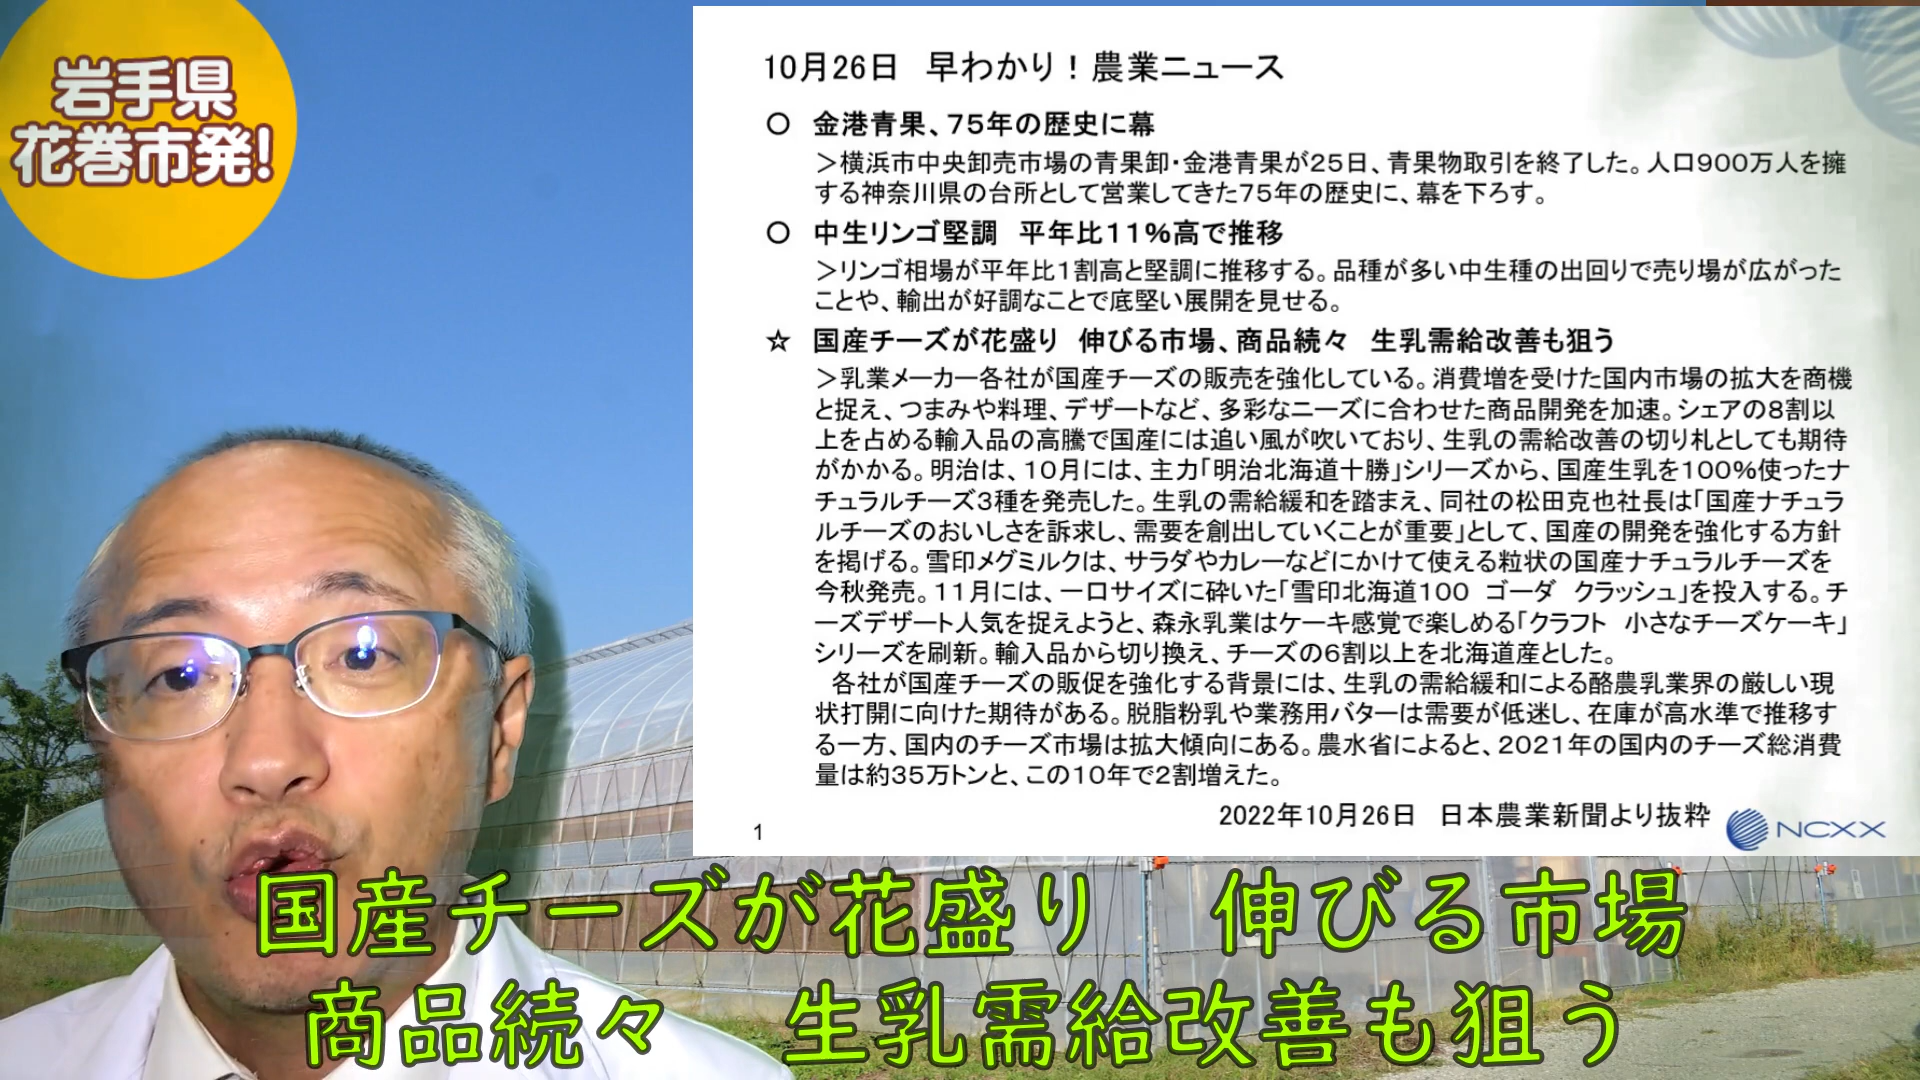 岩手県
花巻市発!
10月26日　早わかり！農業ニュース
○　金港青果、75年の歴史に幕
＞横浜市中央卸売市場の青果卸・金港青果が25日、青果物取引を終了した。人口900万人を擁
する神奈川県の台所として営業してきた75年の歴史に、幕を下ろす。
○　中生リンゴ堅調　平年比11％高で推移
＞リンゴ相場が平年比1割高と堅調に推移する。品種が多い中生種の出回りで売り場が広がった
ことや、輸出が好調なことで底堅い展開を見せる。
☆　国産チーズが花盛り　伸びる市場、商品続々　生乳需給改善も狙う
＞乳業メーカー各社が国産チーズの販売を強化している。消費増を受けた国内市場の拡大を商機
と捉え、つまみや料理、デザートなど、多彩なニーズに合わせた商品開発を加速。シェアの8割以
上を占める輸入品の高騰で国産には追い風が吹いており、生乳の需給改善の切り札としても期待
がかかる。明治は、10月には、主力「明治北海道十勝」シリーズから、国産生乳を100％使ったナ
チュラルチーズ3種を発売した。生乳の需給緩和を踏まえ、同社の松田克也社長は「国産ナチュラ
ルチーズのおいしさを訴求し、需要を創出していくことが重要」として、国産の開発を強化する方針
を掲げる。雪印メグミルクは、サラダやカレーなどにかけて使える粒状の国産ナチュラルチーズを
今秋発売。11月には、一口サイズに砕いた「雪印北海道100　ゴーダ　クラッシュ」を投入する。チ
ーズデザート人気を捉えようと、森永乳業はケーキ感覚で楽しめる「クラフト　小さなチーズケーキ」
シリーズを刷新。輸入品から切り換え、チーズの6割以上を北海道産とした。
各社が国産チーズの販促を強化する背景には、生乳の需給緩和による酪農乳業界の厳しい現
状打開に向けた期待がある。脱脂粉乳や業務用バターは需要が低迷し、在庫が高水準で推移す
る一方、国内のチーズ市場は拡大傾向にある。農水省によると、2021年の国内のチーズ総消費
量は約35万トンと、この10年で2割増えた。
2022年10月26日　日本農業新聞より抜粋
NCXX
1
国産チーズが花盛り　伸びる市場
商品続々　生乳需給改善も狙う